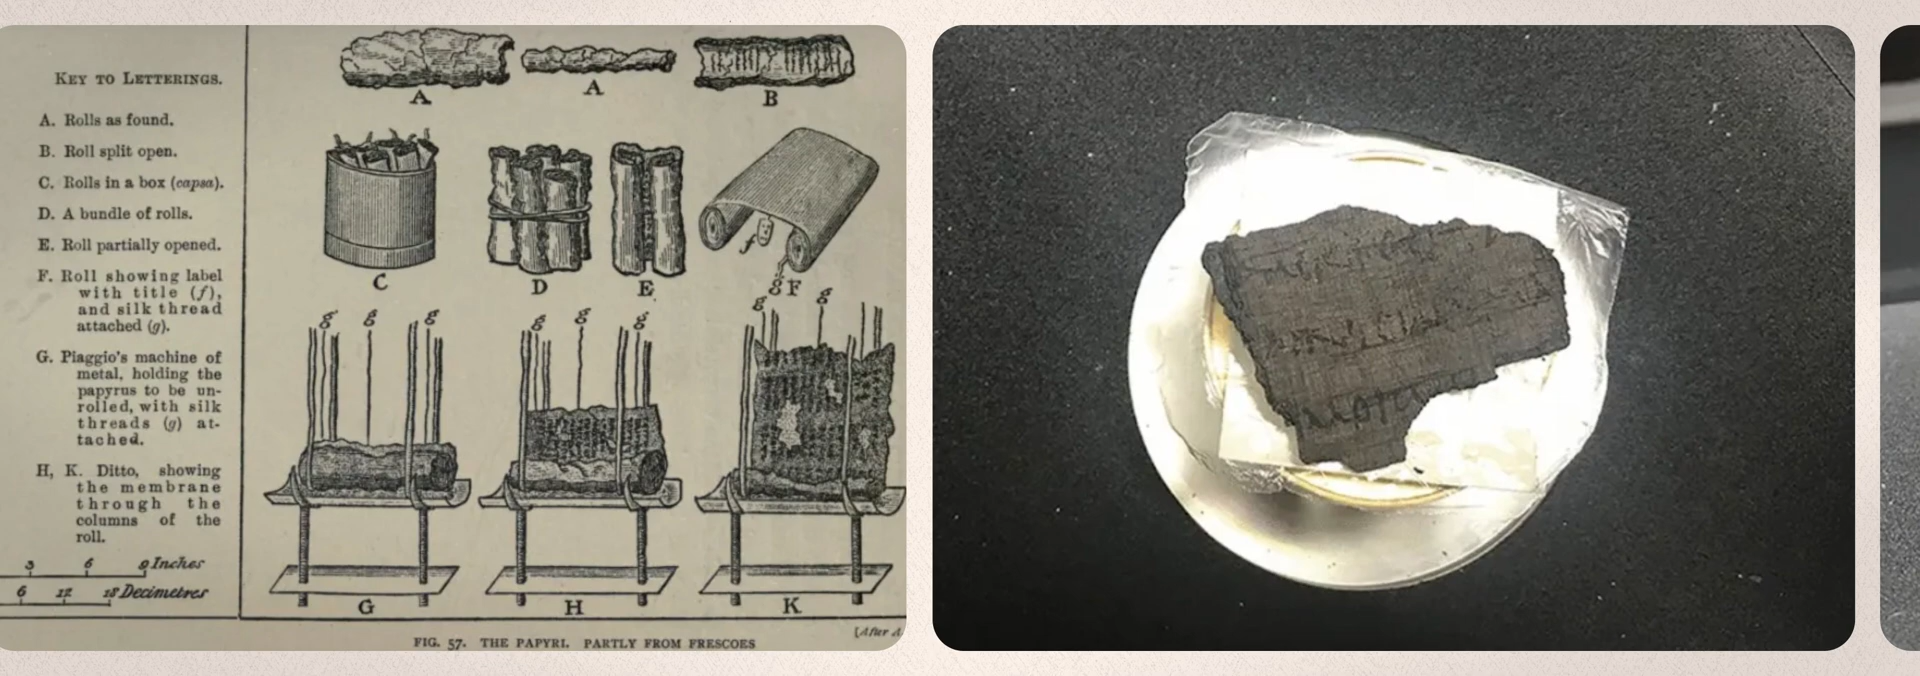 KEY TO LETTERINGS.
A. Rolls as found.
B. Roll split open.
C. Rolls in a box (capsa).
D. A bundle of rolls.
E. Roll partially opened.
F. Roll showing label
with title (f),
and silk thread
attached (g).
G. Piaggio's machine of
metal, holding the
papyrus to be un-
rolled, with silk
threads (g) at-
tached.
H, K. Ditto, showing
the membrane
through the
columns of the
roll.
3 6 9 Inches
6 12 18 Decimetres
A A B
C D E f g F
g g g g g g g g
G H K
[After A
FIG. 57. THE PAPYRI. PARTLY FROM FRESCOES